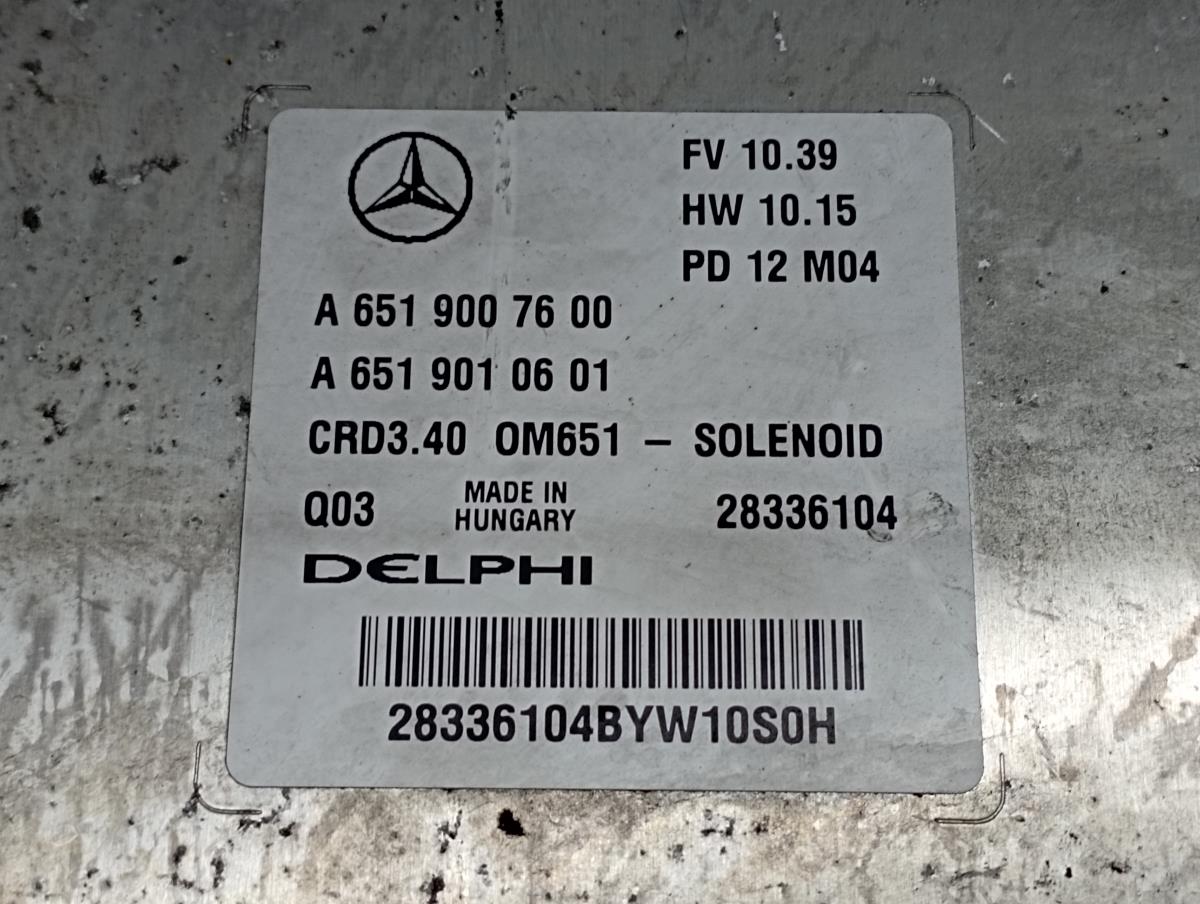 FV 10.39
HW 10.15
PD 12 M04
A 651 900 76 00
A 651 901 06 01
CRD3.40 OM651 – SOLENOID
Q03 MADE IN HUNGARY 28336104
DELPHI
28336104BYW10S0H